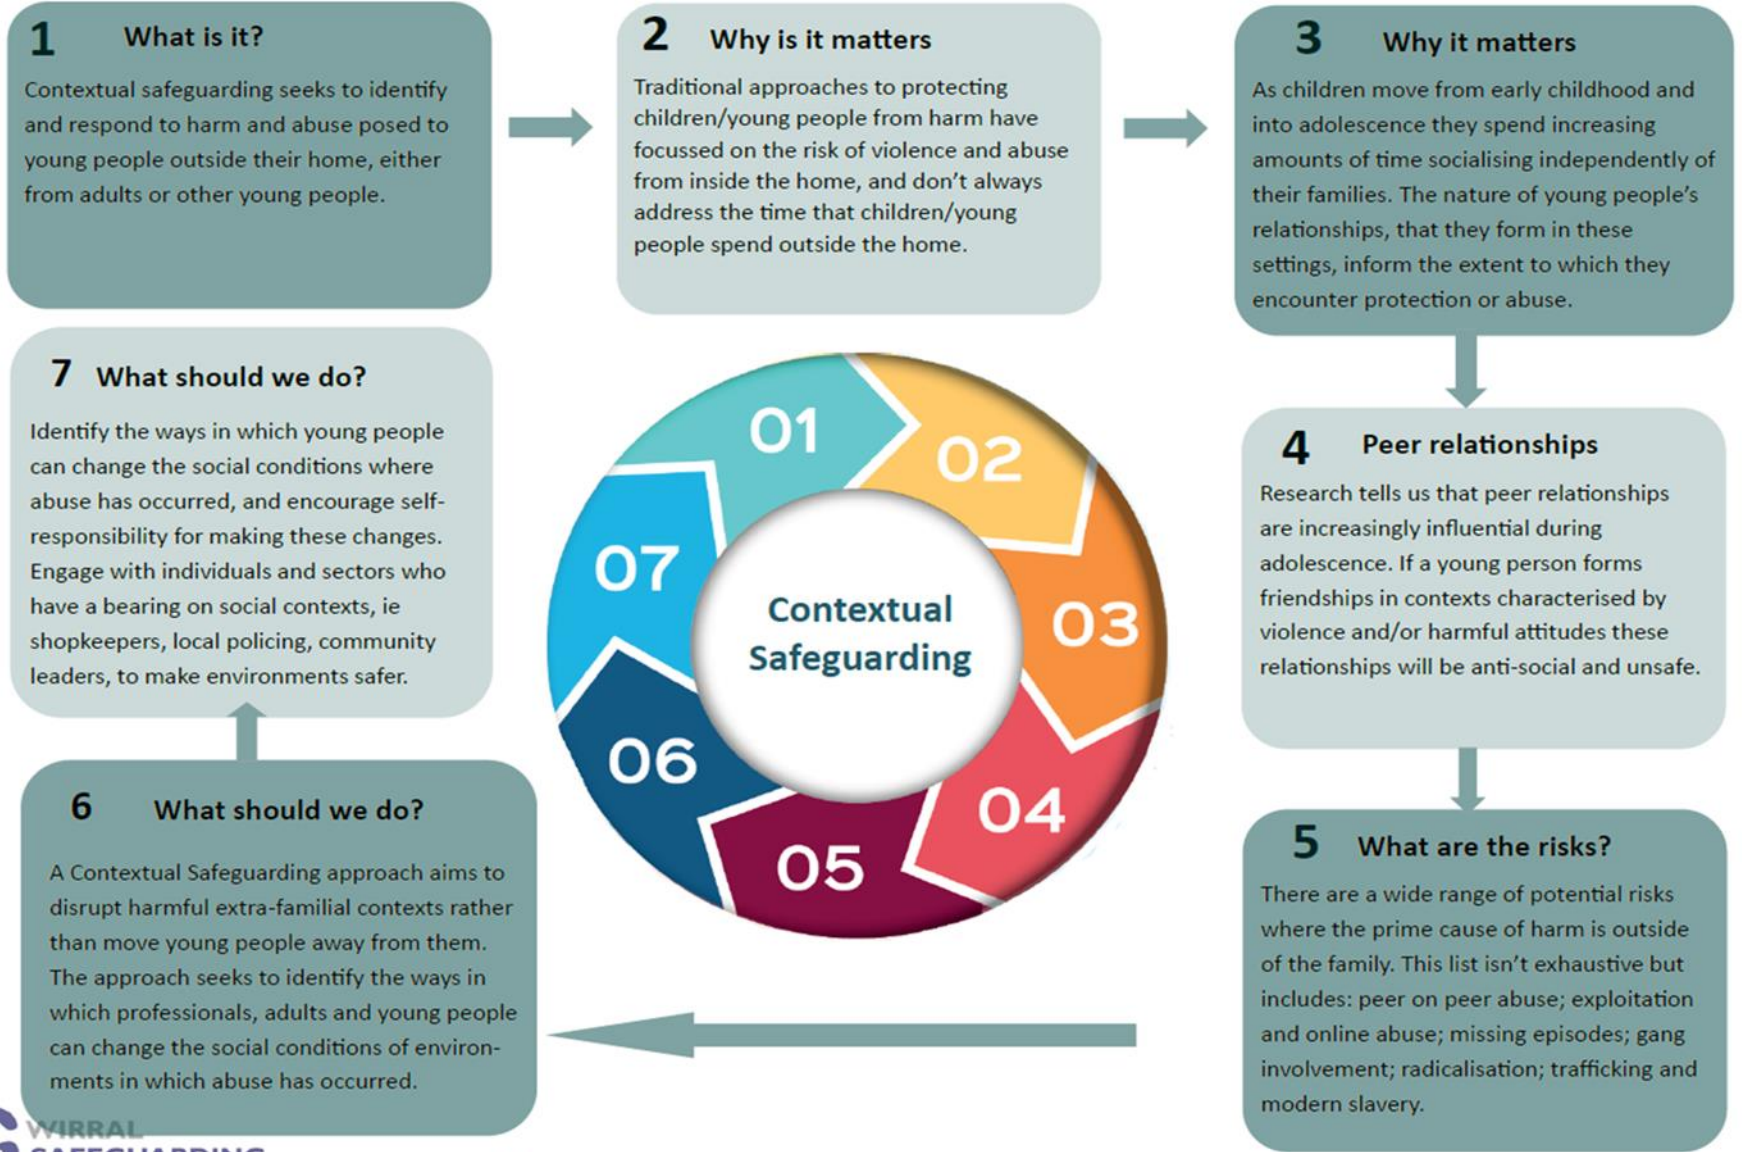 1 What is it?
Contextual safeguarding seeks to identify
and respond to harm and abuse posed to
young people outside their home, either
from adults or other young people.
2 Why is it matters
Traditional approaches to protecting
children/young people from harm have
focussed on the risk of violence and abuse
from inside the home, and don't always
address the time that children/young
people spend outside the home.
3 Why it matters
As children move from early childhood and
into adolescence they spend increasing
amounts of time socialising independently of
their families. The nature of young people's
relationships, that they form in these
settings, inform the extent to which they
encounter protection or abuse.
4 Peer relationships
Research tells us that peer relationships
are increasingly influential during
adolescence. If a young person forms
friendships in contexts characterised by
violence and/or harmful attitudes these
relationships will be anti-social and unsafe.
5 What are the risks?
There are a wide range of potential risks
where the prime cause of harm is outside
of the family. This list isn't exhaustive but
includes: peer on peer abuse; exploitation
and online abuse; missing episodes; gang
involvement; radicalisation; trafficking and
modern slavery.
6 What should we do?
A Contextual Safeguarding approach aims to
disrupt harmful extra-familial contexts rather
than move young people away from them.
The approach seeks to identify the ways in
which professionals, adults and young people
can change the social conditions of environ-
ments in which abuse has occurred.
7 What should we do?
Identify the ways in which young people
can change the social conditions where
abuse has occurred, and encourage self-
responsibility for making these changes.
Engage with individuals and sectors who
have a bearing on social contexts, ie
shopkeepers, local policing, community
leaders, to make environments safer.
01
02
03
04
05
06
07
Contextual
Safeguarding
WIRRAL
SAFEGUARDING